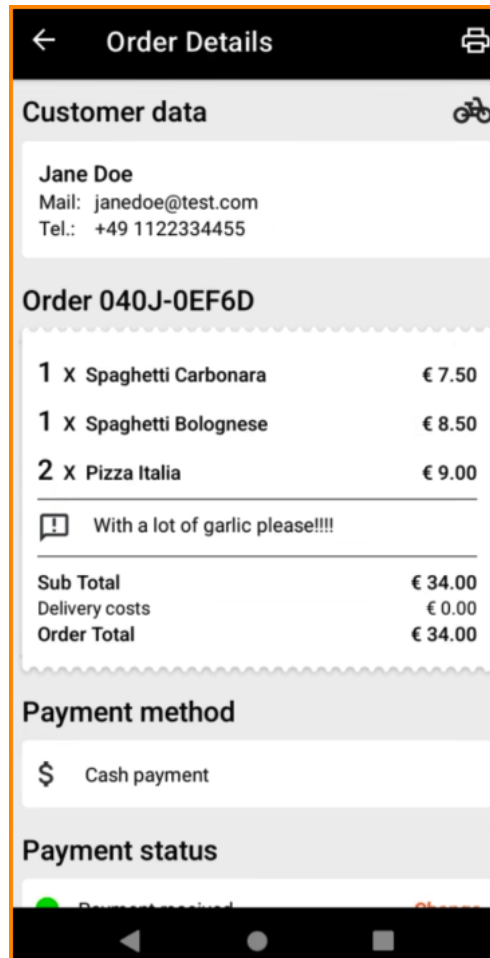 Order Details
Customer data
Jane Doe
Mail: janedoe@test.com
Tel.: +49 1122334455
Order 040J-0EF6D
1 X Spaghetti Carbonara € 7.50
1 X Spaghetti Bolognese € 8.50
2 X Pizza Italia € 9.00
With a lot of garlic please!!!!
Sub Total € 34.00
Delivery costs € 0.00
Order Total € 34.00
Payment method
$ Cash payment
Payment status